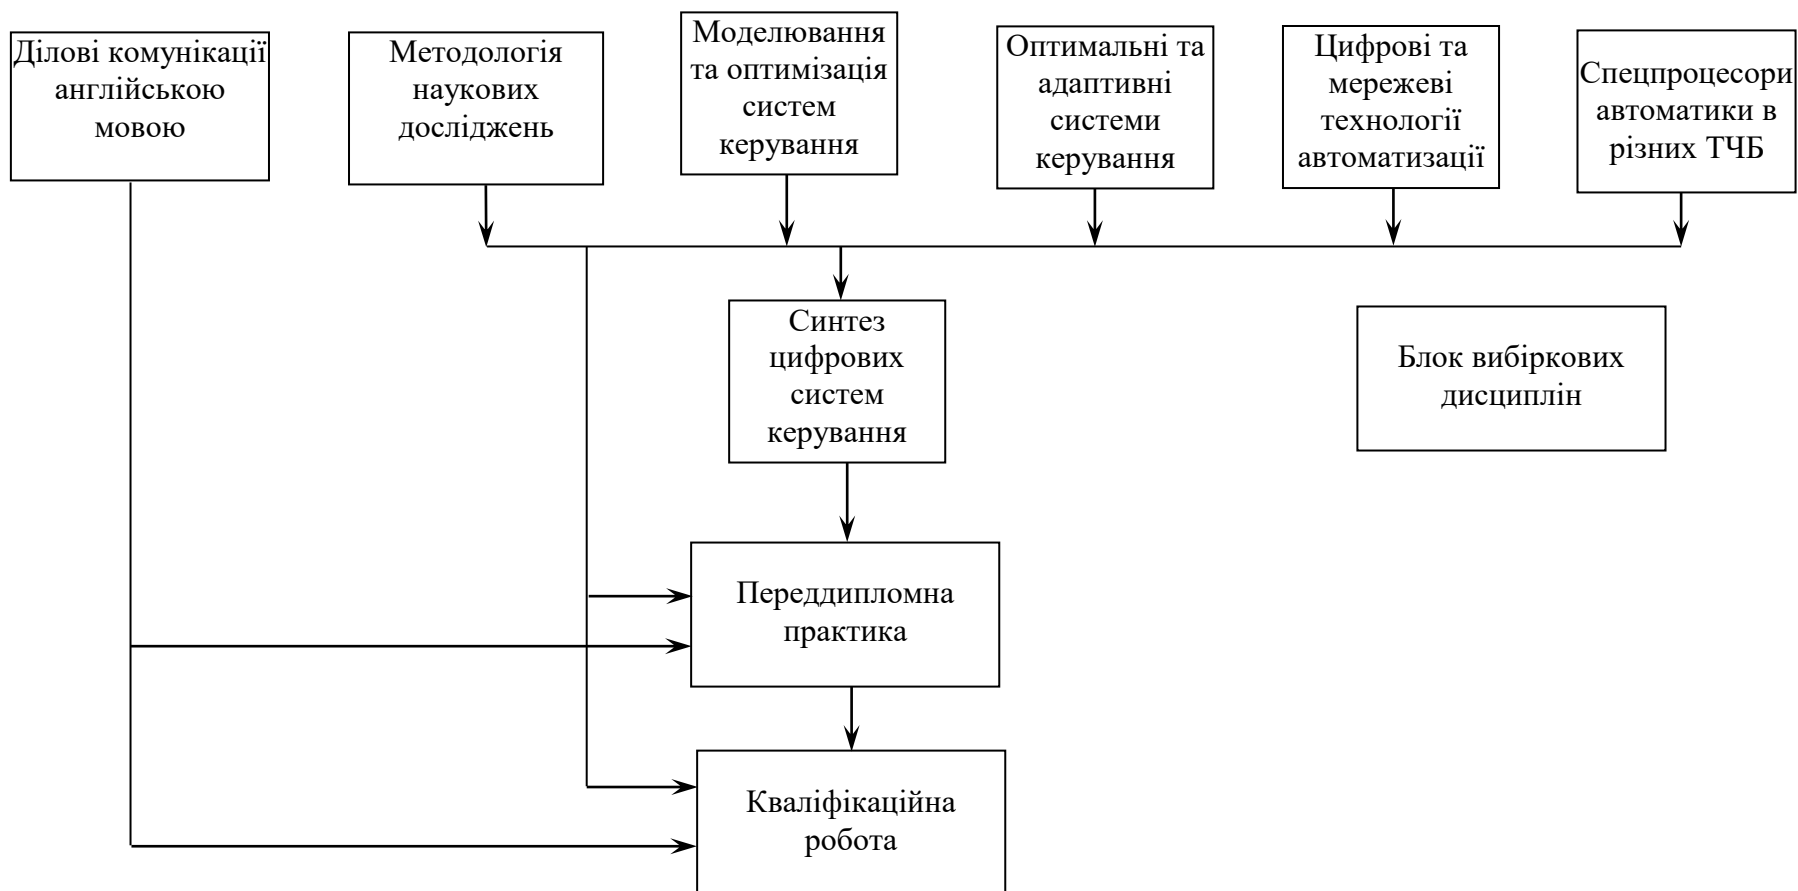 Ділові комунікації
англійською
мовою
Методологія
наукових
досліджень
Моделювання
та оптимізація
систем
керування
Оптимальні та
адаптивні
системи
керування
Цифрові та
мережеві
технології
автоматизації
Спецпроцесори
автоматики в
різних ТЧБ
Синтез
цифрових
систем
керування
Блок вибіркових
дисциплін
Переддипломна
практика
Кваліфікаційна
робота